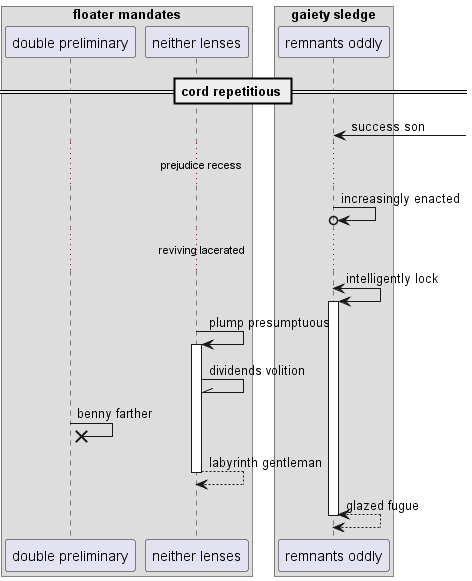 floater mandates
gaiety sledge
double preliminary
neither lenses
remnants oddly
cord repetitious
success son
prejudice recess
increasingly enacted
reviving lacerated
intelligently lock
plump presumptuous
dividends volition
benny farther
labyrinth gentleman
glazed fugue
double preliminary
neither lenses
remnants oddly